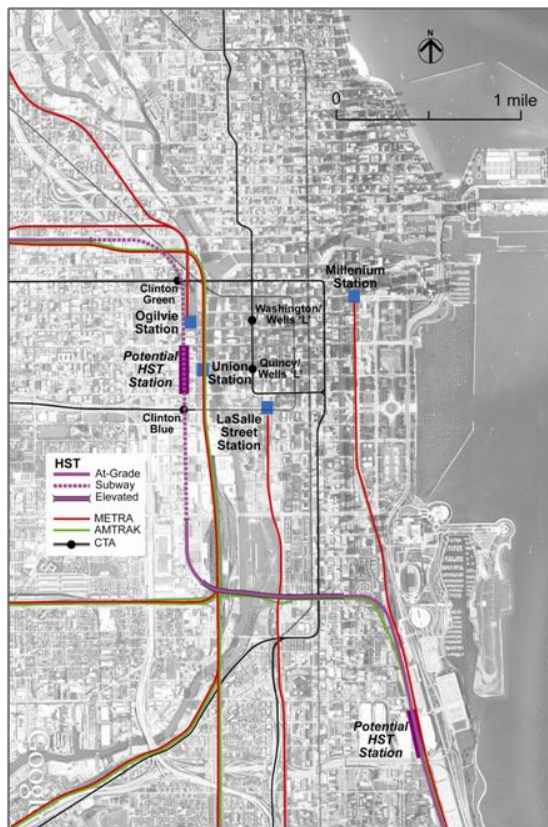 N
0
1 mile
Millenium
Station
Clinton
Green
Ogilvie
Station
Washington/
Wells 'L'
Potential
HST
Station
Union
Station
Quincy/
Wells 'L'
Clinton
Blue
LaSalle
Street
Station
HST
At-Grade
Subway
Elevated
METRA
AMTRAK
CTA
Potential
HST
Station
Google